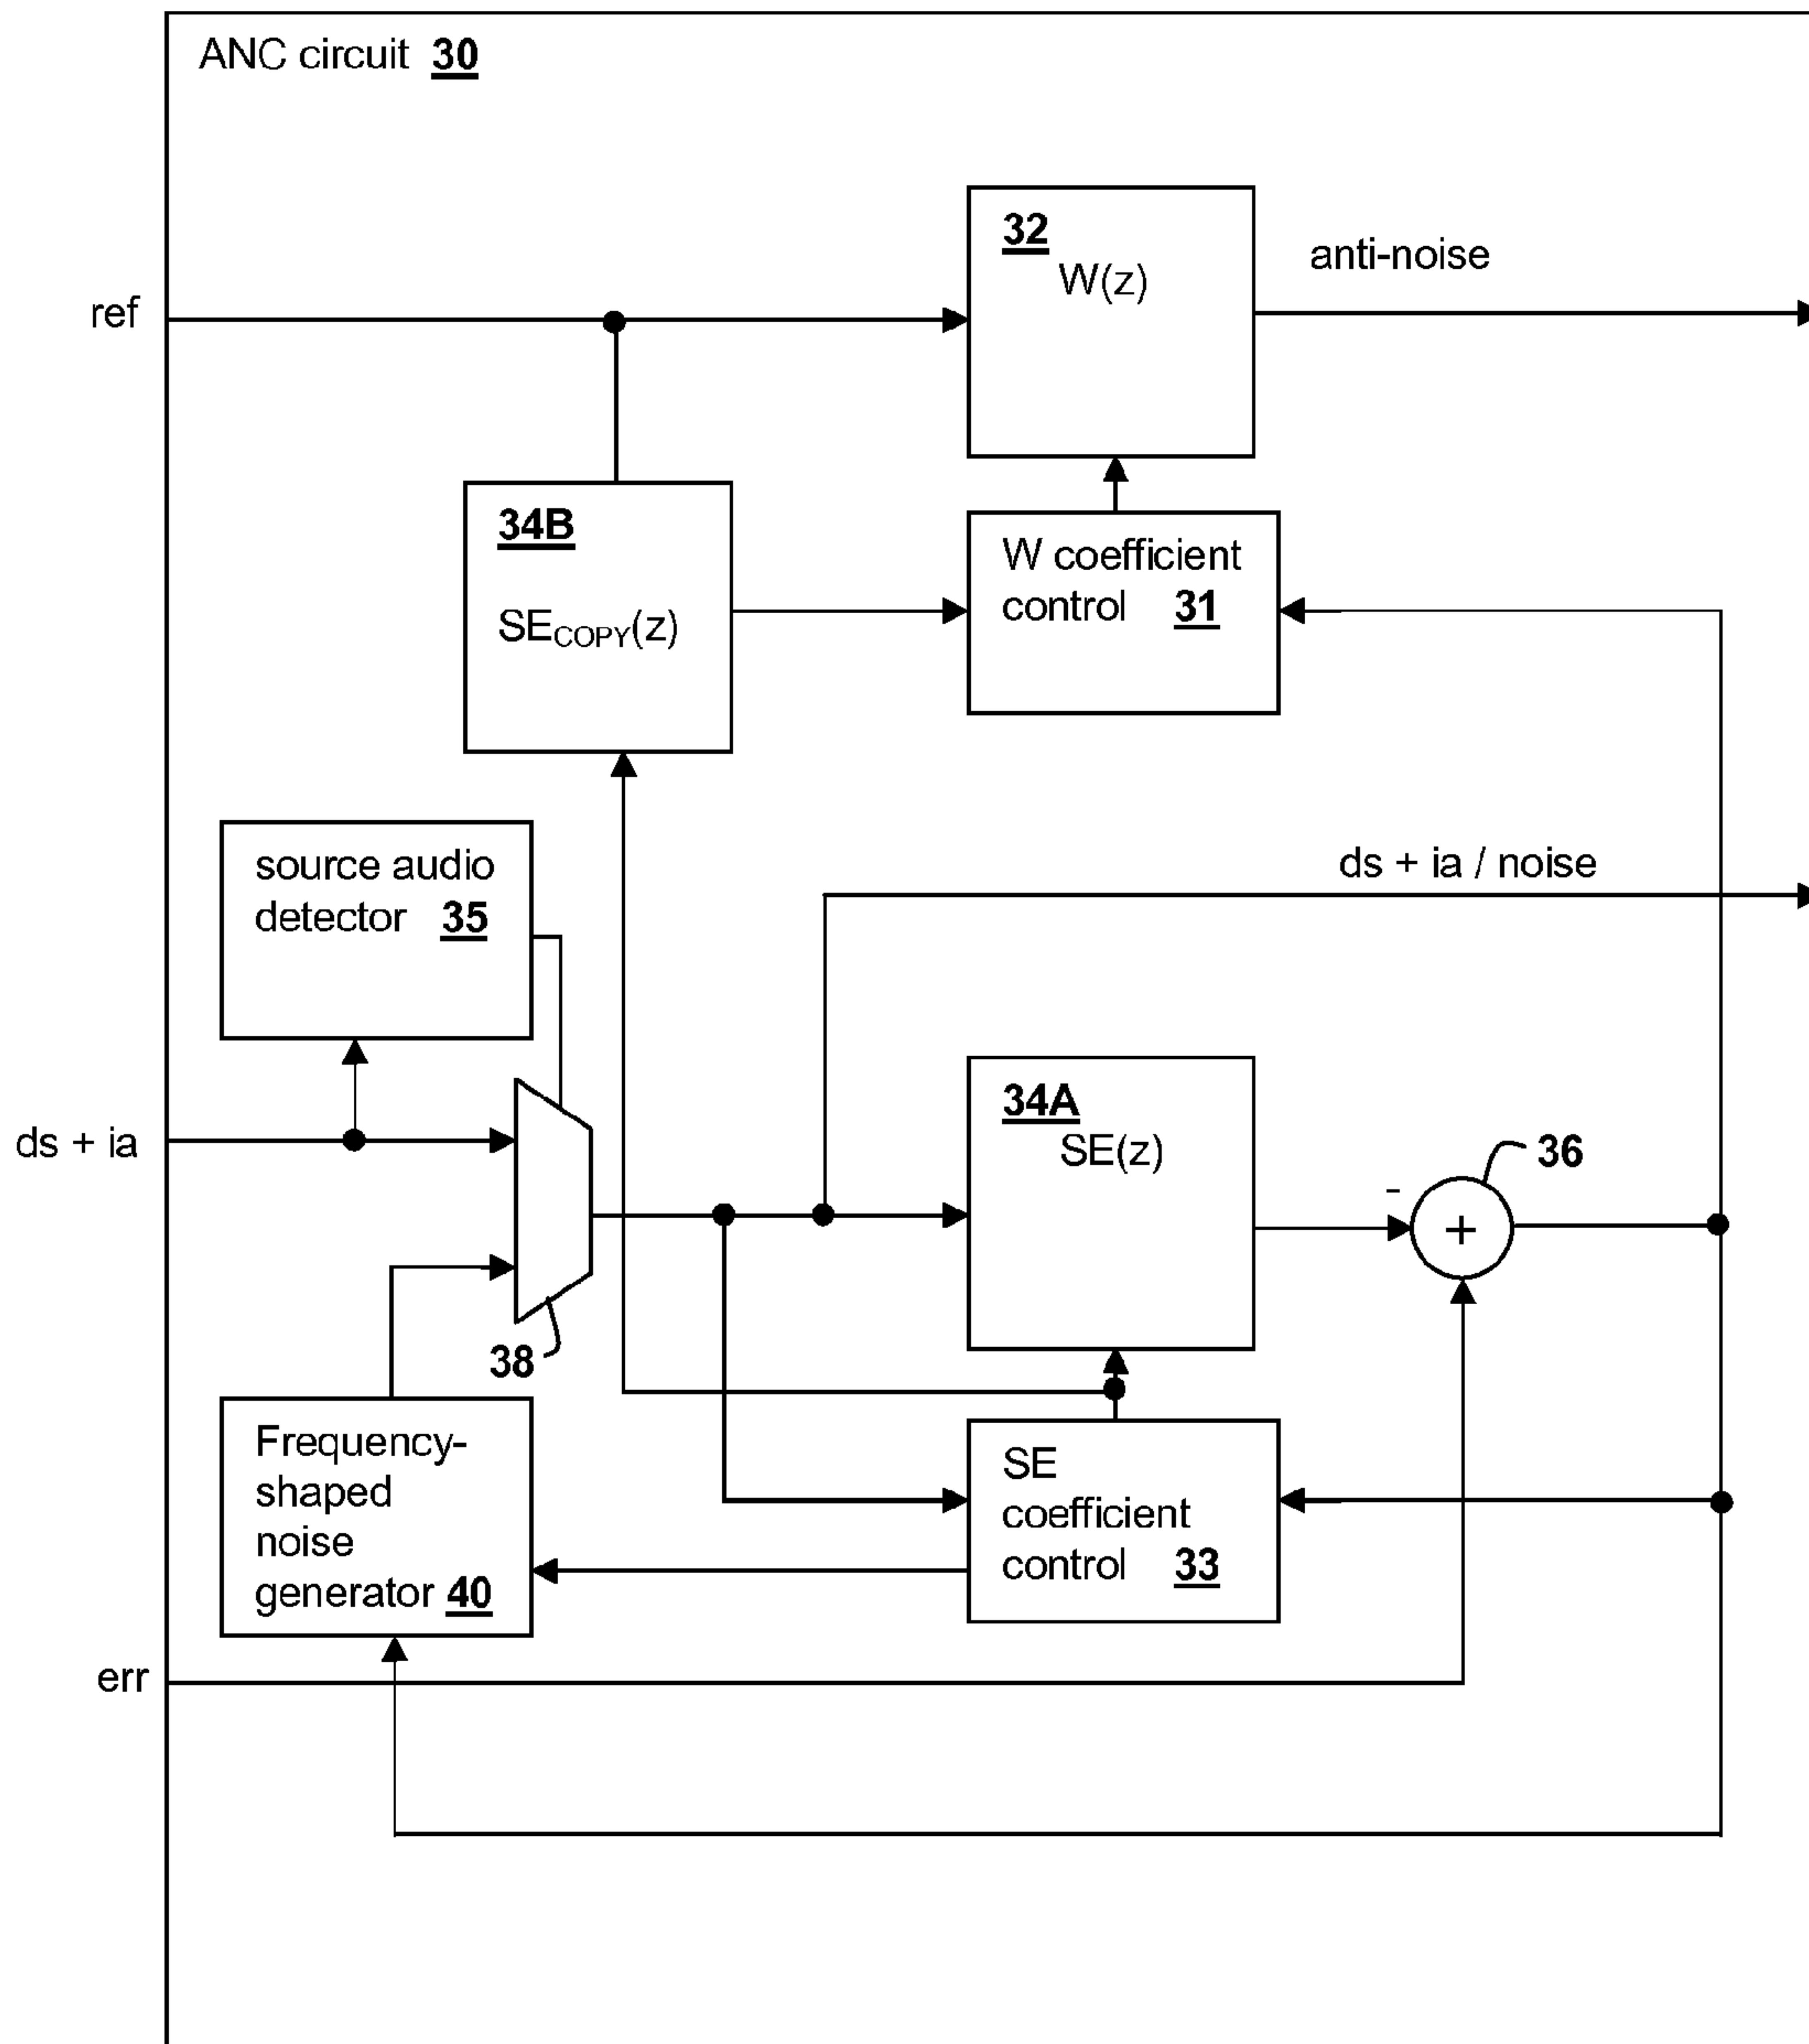 ANC circuit 30
32
W(z)
anti-noise
ref
34B
SE_COPY(z)
W coefficient
control 31
source audio
detector 35
ds + ia / noise
34A
SE(z)
ds + ia
36
-
+
38
Frequency-
shaped
noise
generator 40
SE
coefficient
control 33
err